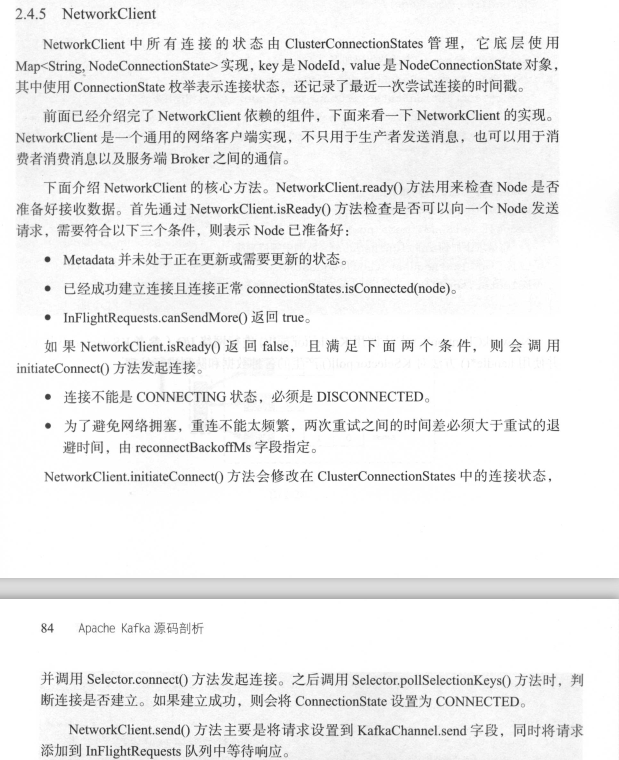 2.4.5 NetworkClient
NetworkClient 中所有连接的状态由 ClusterConnectionStates 管理，它底层使用
Map<String, NodeConnectionState> 实现，key 是 NodeId，value 是 NodeConnectionState 对象，
其中使用 ConnectionState 枚举表示连接状态，还记录了最近一次尝试连接的时间戳。
前面已经介绍完了 NetworkClient 依赖的组件，下面来看一下 NetworkClient 的实现。
NetworkClient 是一个通用的网络客户端实现，不只用于生产者发送消息，也可以用于消
费者消费消息以及服务端 Broker 之间的通信。
下面介绍 NetworkClient 的核心方法。NetworkClient.ready() 方法用来检查 Node 是否
准备好接收数据。首先通过 NetworkClient.isReady() 方法检查是否可以向一个 Node 发送
请求，需要符合以下三个条件，则表示 Node 已准备好：
● Metadata 并未处于正在更新或需要更新的状态。
● 已经成功建立连接且连接正常 connectionStates.isConnected(node)。
● InFlightRequests.canSendMore() 返回 true。
如果 NetworkClient.isReady() 返回 false，且满足下面两个条件，则会调用
initiateConnect() 方法发起连接。
● 连接不能是 CONNECTING 状态，必须是 DISCONNECTED。
● 为了避免网络拥塞，重连不能太频繁，两次重试之间的时间差必须大于重试的退
避时间，由 reconnectBackoffMs 字段指定。
NetworkClient.initiateConnect() 方法会修改在 ClusterConnectionStates 中的连接状态，
84 Apache Kafka 源码剖析
并调用 Selector.connect() 方法发起连接。之后调用 Selector.pollSelectionKeys() 方法时，判
断连接是否建立。如果建立成功，则会将 ConnectionState 设置为 CONNECTED。
NetworkClient.send() 方法主要是将请求设置到 KafkaChannel.send 字段，同时将请求
添加到 InFlightRequests 队列中等待响应。